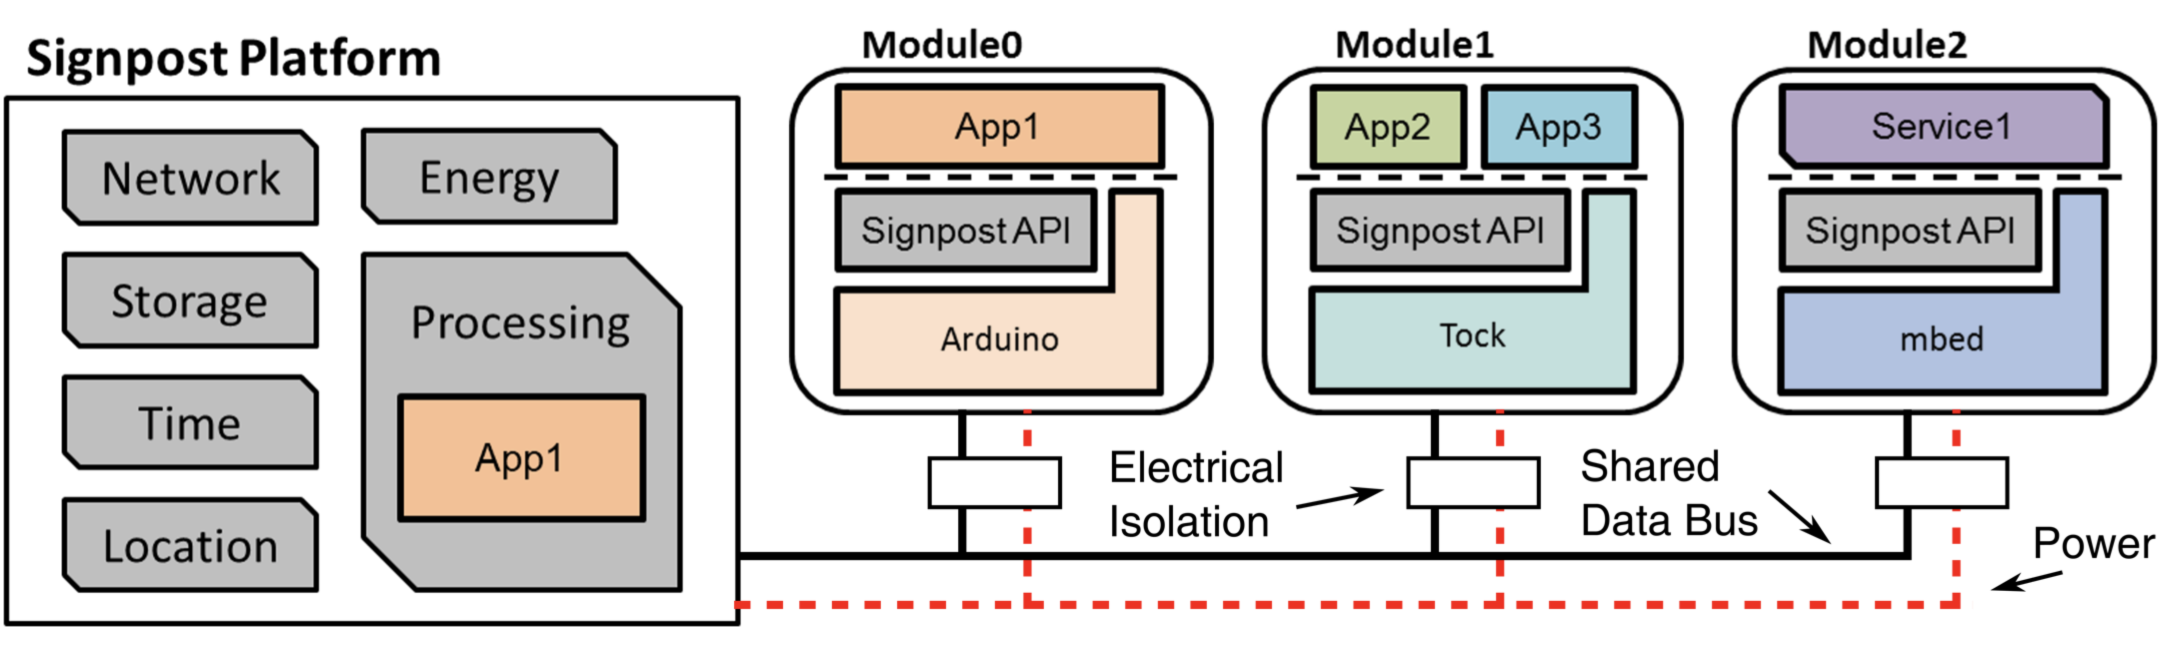 Signpost Platform
Network
Energy
Storage
Processing
Time
App1
Location
Module0
App1
Signpost API
Arduino
Module1
App2
App3
Signpost API
Tock
Module2
Service1
Signpost API
mbed
Electrical
Isolation
Shared
Data Bus
Power